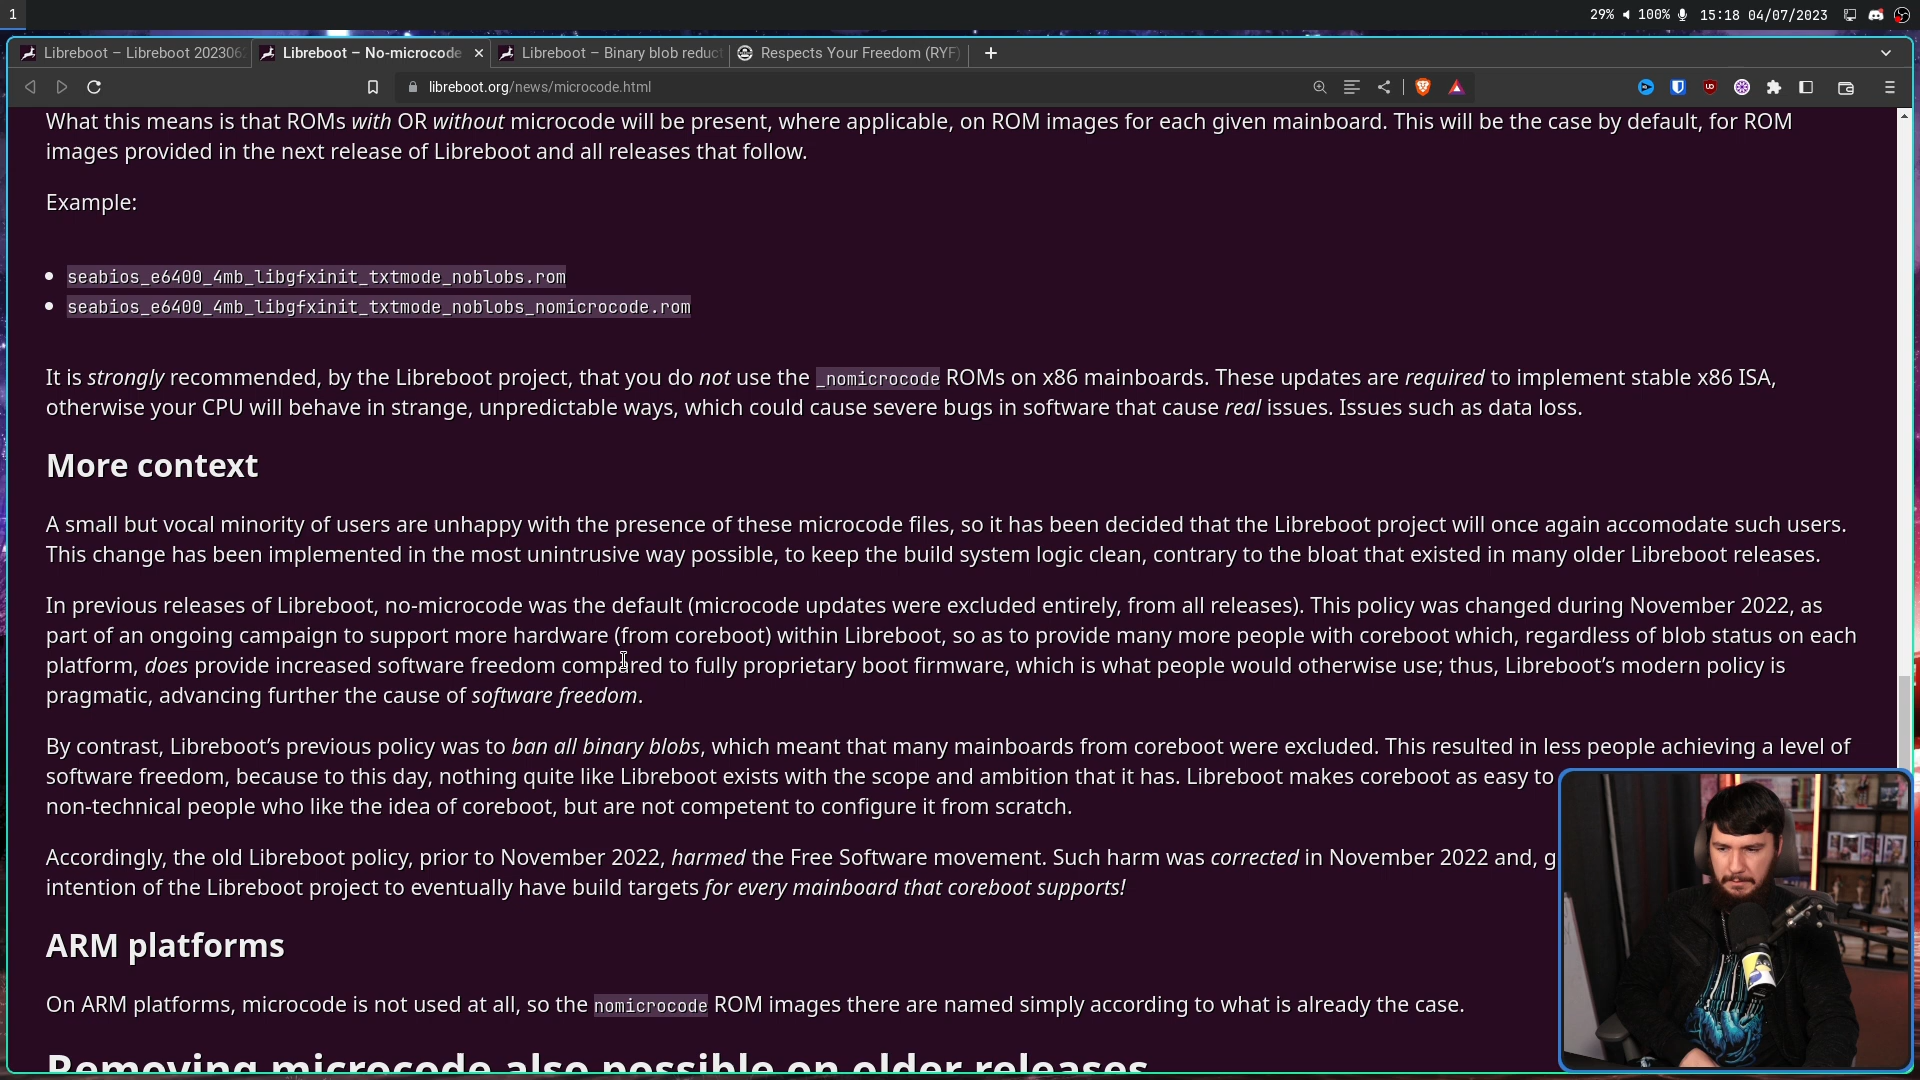 1
29% 100% 15:18 04/07/2023
Libreboot – Libreboot 202306
Libreboot – No-microcode
Libreboot – Binary blob reduct
Respects Your Freedom (RYF)
libreboot.org/news/microcode.html
What this means is that ROMs with OR without microcode will be present, where applicable, on ROM images for each given mainboard. This will be the case by default, for ROM
images provided in the next release of Libreboot and all releases that follow.
Example:
seabios_e6400_4mb_libgfxinit_txtmode_noblobs.rom
seabios_e6400_4mb_libgfxinit_txtmode_noblobs_nomicrocode.rom
It is strongly recommended, by the Libreboot project, that you do not use the _nomicrocode ROMs on x86 mainboards. These updates are required to implement stable x86 ISA,
otherwise your CPU will behave in strange, unpredictable ways, which could cause severe bugs in software that cause real issues. Issues such as data loss.
More context
A small but vocal minority of users are unhappy with the presence of these microcode files, so it has been decided that the Libreboot project will once again accomodate such users.
This change has been implemented in the most unintrusive way possible, to keep the build system logic clean, contrary to the bloat that existed in many older Libreboot releases.
In previous releases of Libreboot, no-microcode was the default (microcode updates were excluded entirely, from all releases). This policy was changed during November 2022, as
part of an ongoing campaign to support more hardware (from coreboot) within Libreboot, so as to provide many more people with coreboot which, regardless of blob status on each
platform, does provide increased software freedom compared to fully proprietary boot firmware, which is what people would otherwise use; thus, Libreboot’s modern policy is
pragmatic, advancing further the cause of software freedom.
By contrast, Libreboot’s previous policy was to ban all binary blobs, which meant that many mainboards from coreboot were excluded. This resulted in less people achieving a level of
software freedom, because to this day, nothing quite like Libreboot exists with the scope and ambition that it has. Libreboot makes coreboot as easy to
non-technical people who like the idea of coreboot, but are not competent to configure it from scratch.
Accordingly, the old Libreboot policy, prior to November 2022, harmed the Free Software movement. Such harm was corrected in November 2022 and, g
intention of the Libreboot project to eventually have build targets for every mainboard that coreboot supports!
ARM platforms
On ARM platforms, microcode is not used at all, so the nomicrocode ROM images there are named simply according to what is already the case.
Removing microcode also possible on older releases